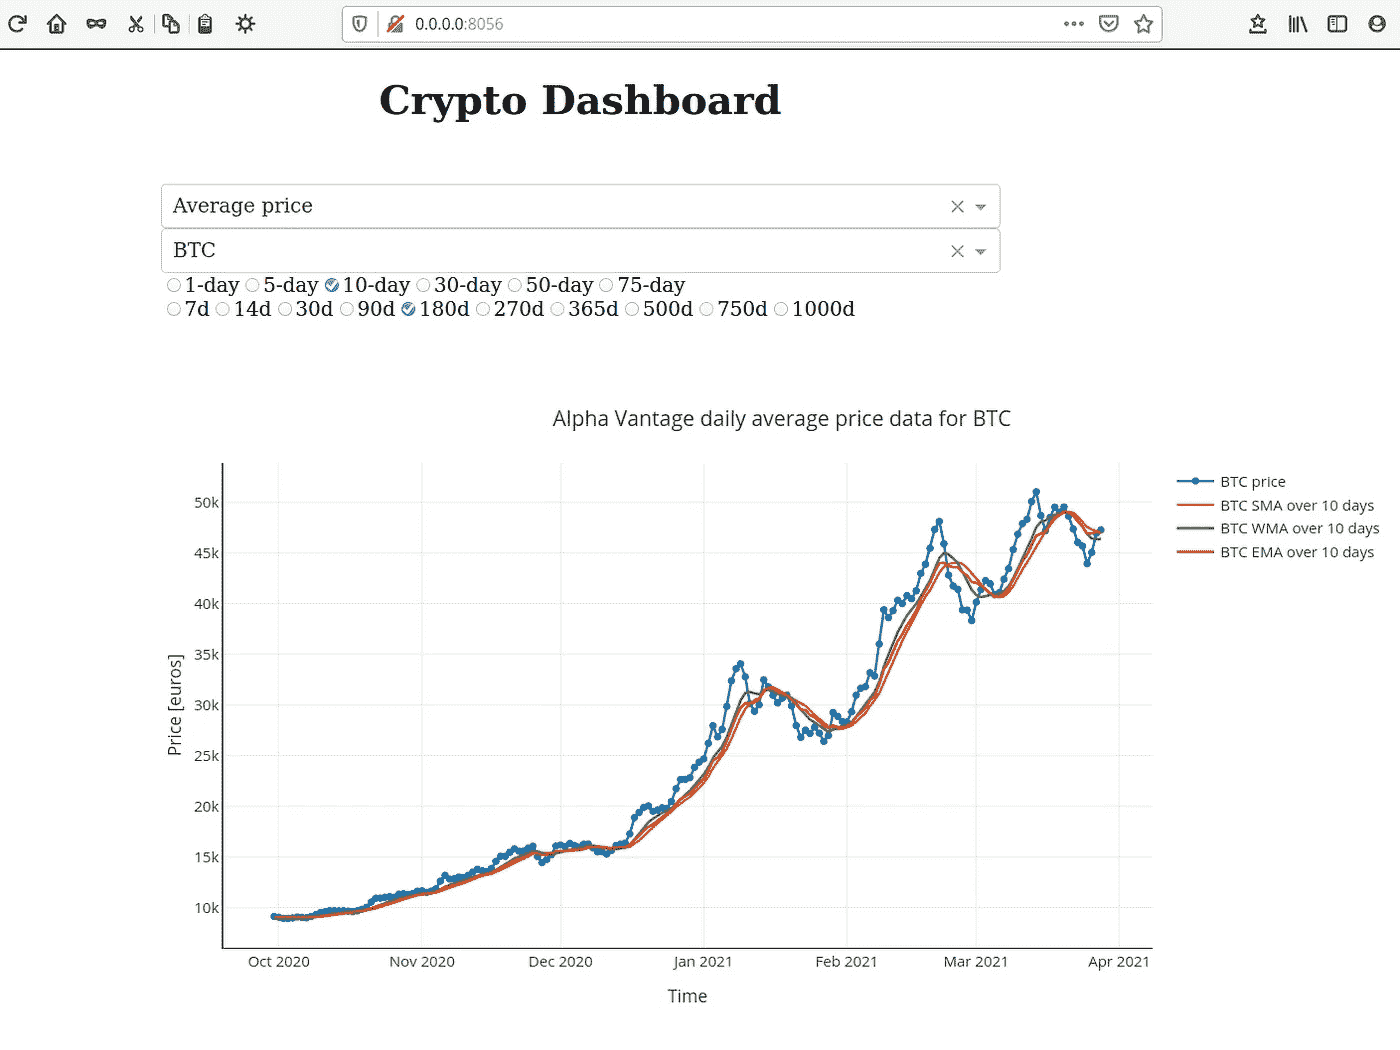 0.0.0.0:8056
Crypto Dashboard
Average price
BTC
1-day 5-day 10-day 30-day 50-day 75-day
7d 14d 30d 90d 180d 270d 365d 500d 750d 1000d
Alpha Vantage daily average price data for BTC
BTC price
BTC SMA over 10 days
BTC WMA over 10 days
BTC EMA over 10 days
50k
45k
40k
35k
30k
25k
20k
15k
10k
Price [euros]
Oct 2020 Nov 2020 Dec 2020 Jan 2021 Feb 2021 Mar 2021 Apr 2021
Time